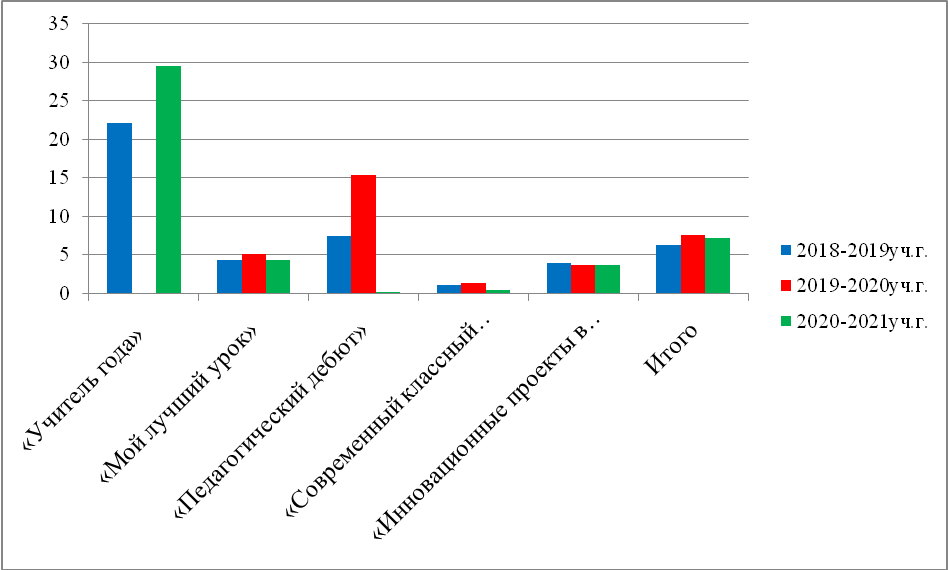 35
30
25
20
15
10
5
0
«Учитель года»
«Мой лучший урок»
«Педагогический дебют»
«Современный классный…
«Инновационные проекты в…
Итого
2018-2019уч.г.
2019-2020уч.г.
2020-2021уч.г.